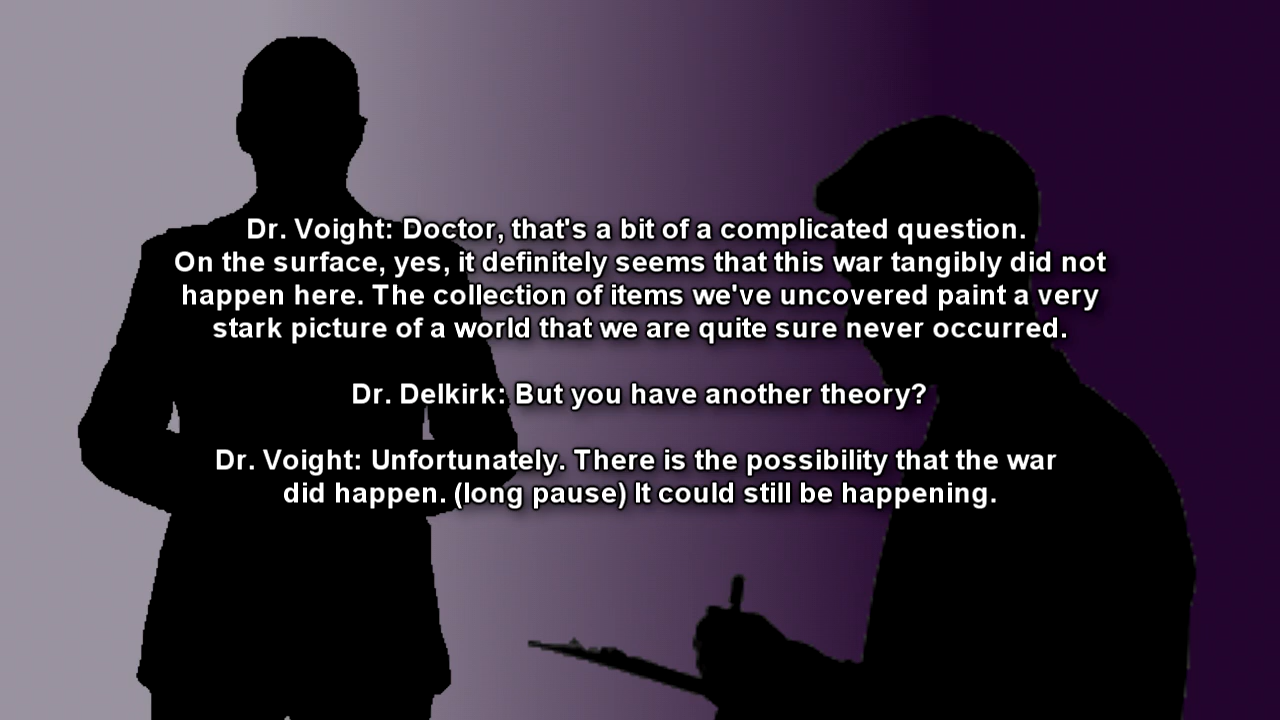 Dr. Voight: Doctor, that's a bit of a complicated question.
On the surface, yes, it definitely seems that this war tangibly did not
happen here. The collection of items we've uncovered paint a very
stark picture of a world that we are quite sure never occurred.
Dr. Delkirk: But you have another theory?
Dr. Voight: Unfortunately. There is the possibility that the war
did happen. (long pause) It could still be happening.